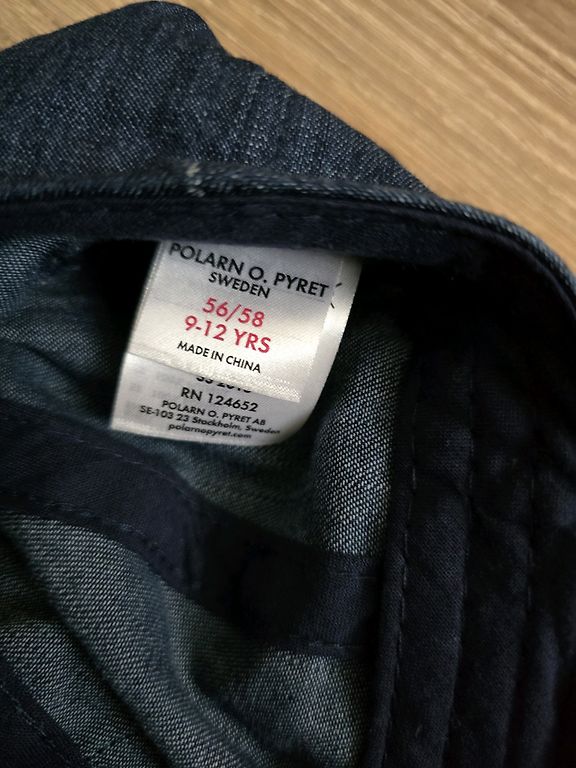 POLARN O. PYRET
SWEDEN
56/58
9-12 YRS
MADE IN CHINA
RN 124652
POLARN O. PYRET AB
SE-103 23 Stockholm, Sweden
polarnopyret.com